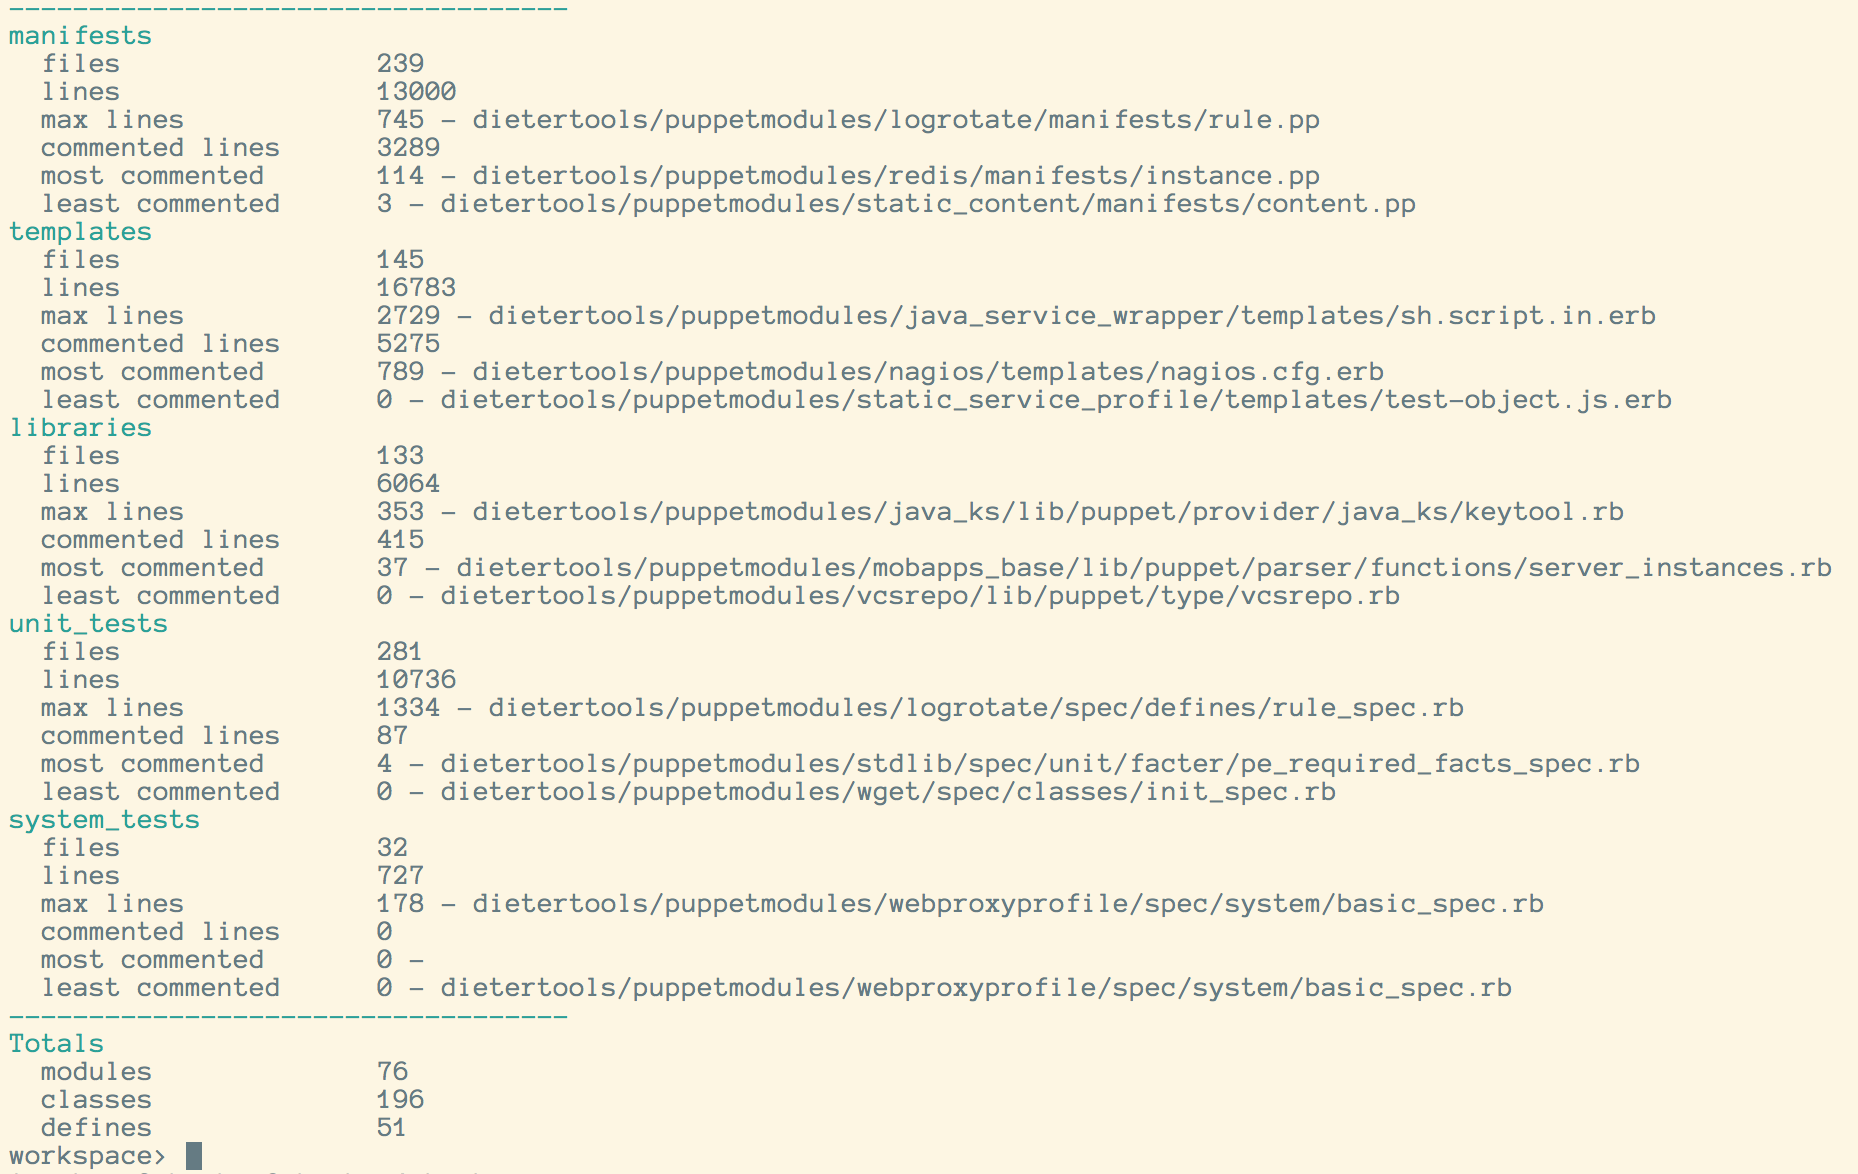 -----------------------------------
manifests
  files                239
  lines                13000
  max lines            745 - dietertools/puppetmodules/logrotate/manifests/rule.pp
  commented lines      3289
  most commented       114 - dietertools/puppetmodules/redis/manifests/instance.pp
  least commented      3 - dietertools/puppetmodules/static_content/manifests/content.pp
templates
  files                145
  lines                16783
  max lines            2729 - dietertools/puppetmodules/java_service_wrapper/templates/sh.script.in.erb
  commented lines      5275
  most commented       789 - dietertools/puppetmodules/nagios/templates/nagios.cfg.erb
  least commented      0 - dietertools/puppetmodules/static_service_profile/templates/test-object.js.erb
libraries
  files                133
  lines                6064
  max lines            353 - dietertools/puppetmodules/java_ks/lib/puppet/provider/java_ks/keytool.rb
  commented lines      415
  most commented       37 - dietertools/puppetmodules/mobapps_base/lib/puppet/parser/functions/server_instances.rb
  least commented      0 - dietertools/puppetmodules/vcsrepo/lib/puppet/type/vcsrepo.rb
unit_tests
  files                281
  lines                10736
  max lines            1334 - dietertools/puppetmodules/logrotate/spec/defines/rule_spec.rb
  commented lines      87
  most commented       4 - dietertools/puppetmodules/stdlib/spec/unit/facter/pe_required_facts_spec.rb
  least commented      0 - dietertools/puppetmodules/wget/spec/classes/init_spec.rb
system_tests
  files                32
  lines                727
  max lines            178 - dietertools/puppetmodules/webproxyprofile/spec/system/basic_spec.rb
  commented lines      0
  most commented       0 -
  least commented      0 - dietertools/puppetmodules/webproxyprofile/spec/system/basic_spec.rb
-----------------------------------
Totals
  modules              76
  classes              196
  defines              51
workspace>